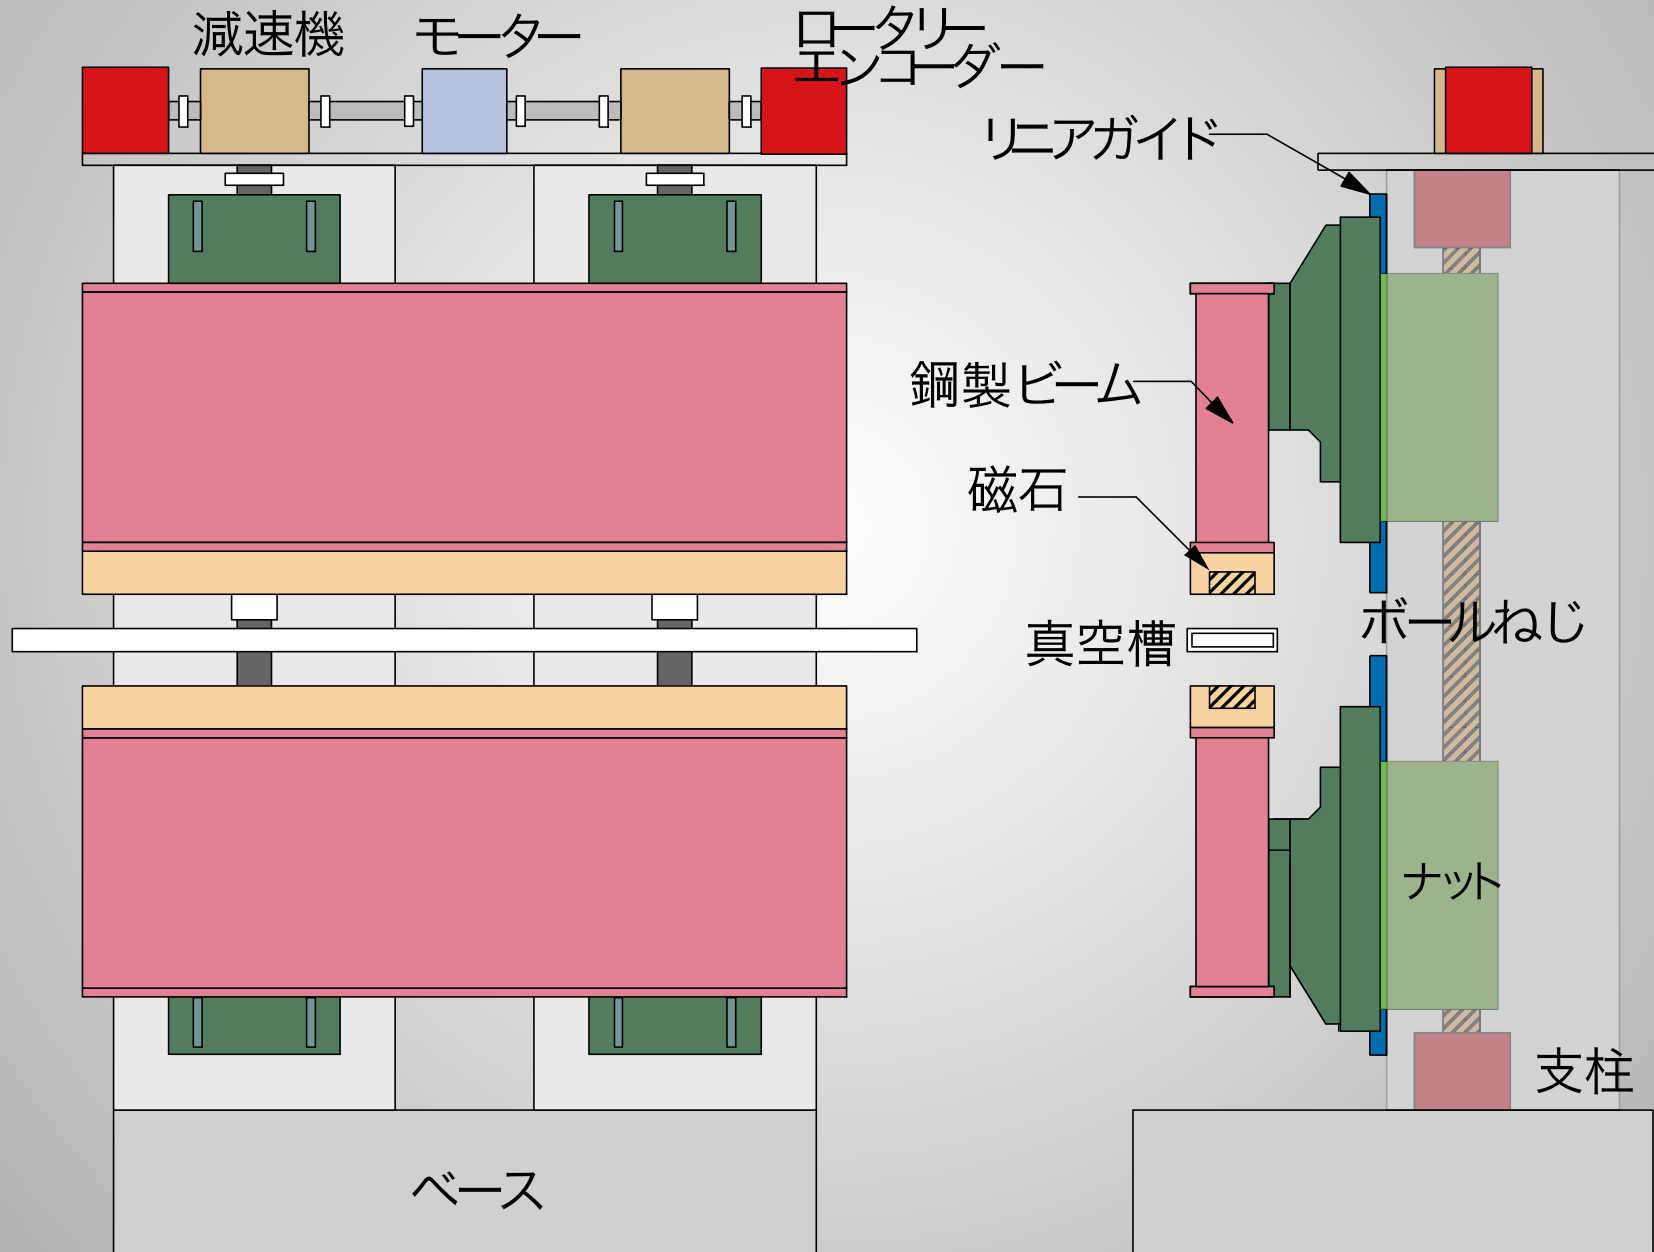 減速機
モーター
ロータリー
エンコーダー
リニアガイド
鋼製ビーム
磁石
真空槽
ボールねじ
ナット
支柱
ベース